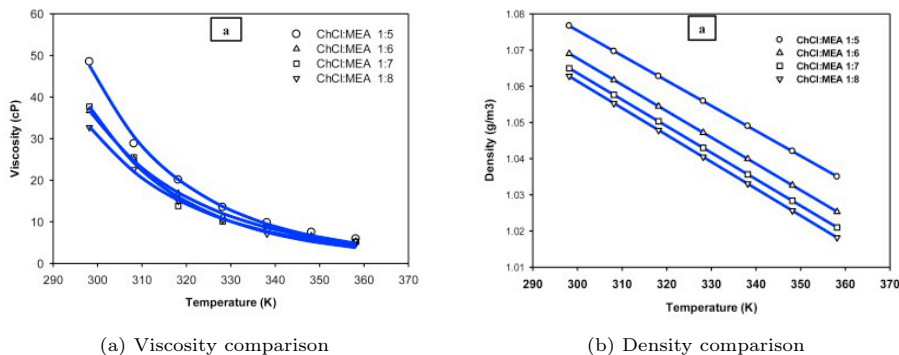 a
ChCl:MEA 1:5
ChCl:MEA 1:6
ChCl:MEA 1:7
ChCl:MEA 1:8
Viscosity (cP)
60
50
40
30
20
10
0
290 300 310 320 330 340 350 360 370
Temperature (K)
(a) Viscosity comparison
a
ChCl:MEA 1:5
ChCl:MEA 1:6
ChCl:MEA 1:7
ChCl:MEA 1:8
Density (g/m3)
1.08
1.07
1.06
1.05
1.04
1.03
1.02
1.01
290 300 310 320 330 340 350 360 370
Temperature (K)
(b) Density comparison